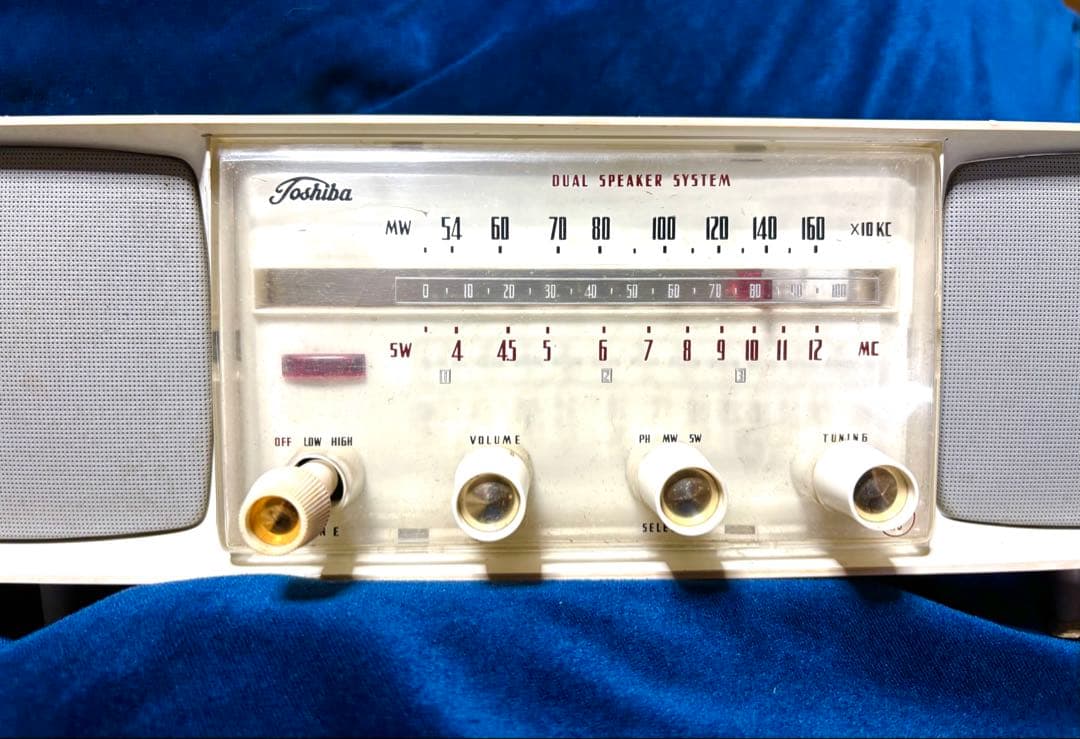 Toshiba
DUAL SPEAKER SYSTEM
MW 54 60 70 80 100 120 140 160 ×10 KC
0 10 20 30 40 50 60 70 80 90 100
SW 4 4.5 5 6 7 8 9 10 11 12 MC
1 2 3
OFF LOW HIGH
VOLUME
PH MW SW
TUNING